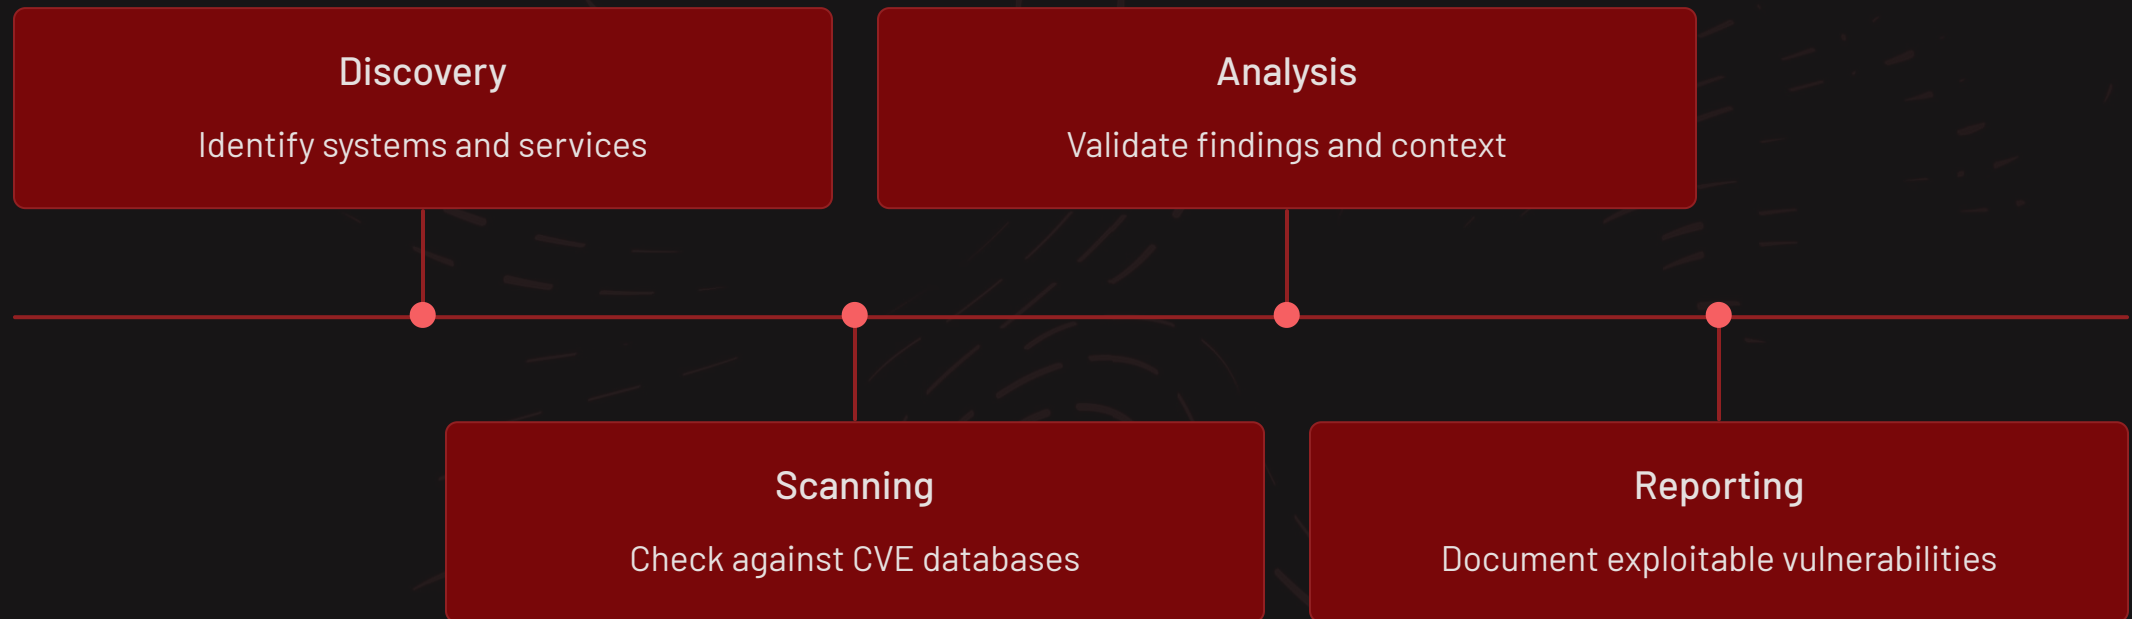 Discovery
Identify systems and services
Analysis
Validate findings and context
Scanning
Check against CVE databases
Reporting
Document exploitable vulnerabilities